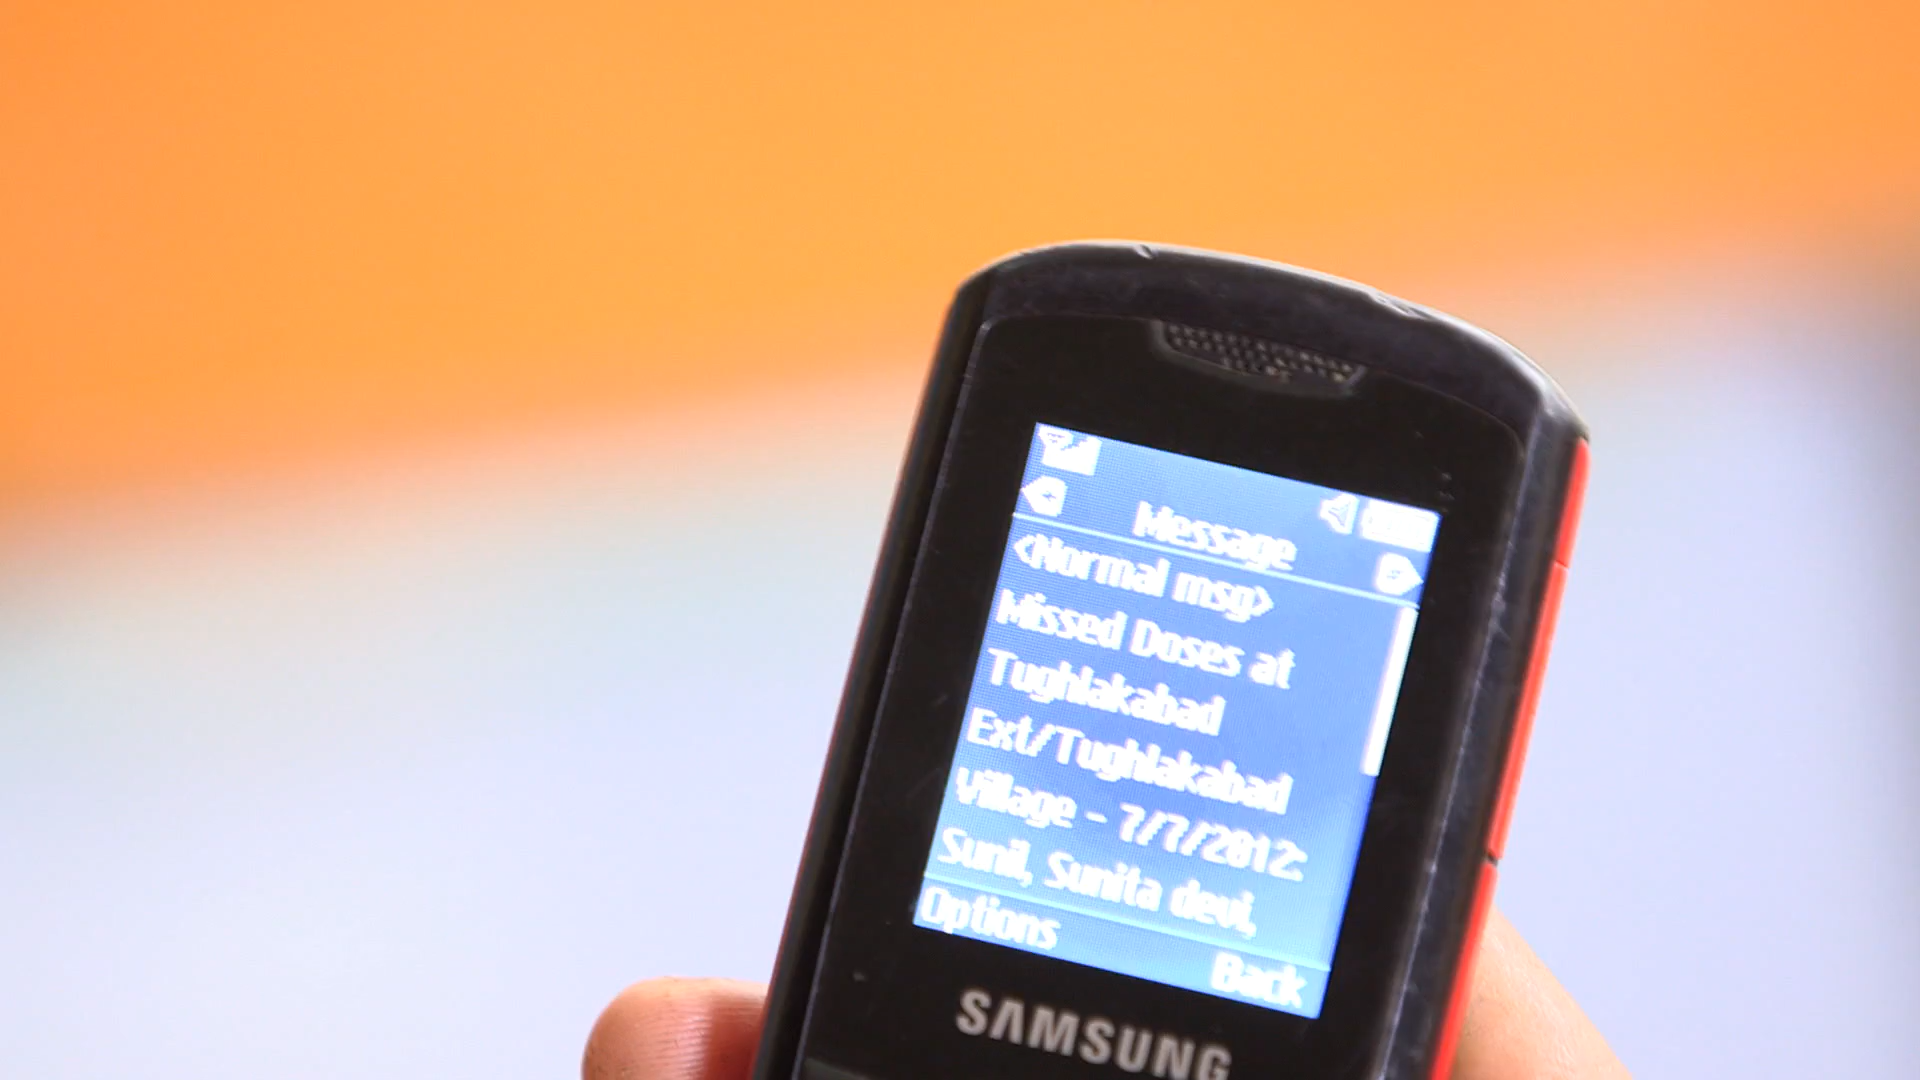 Message
<Normal msg>
Missed Doses at
Tughlakabad
Ext/Tughlakabad
Village - 7/7/2012:
Sunil, Sunita devi,
Options
Back
SAMSUNG